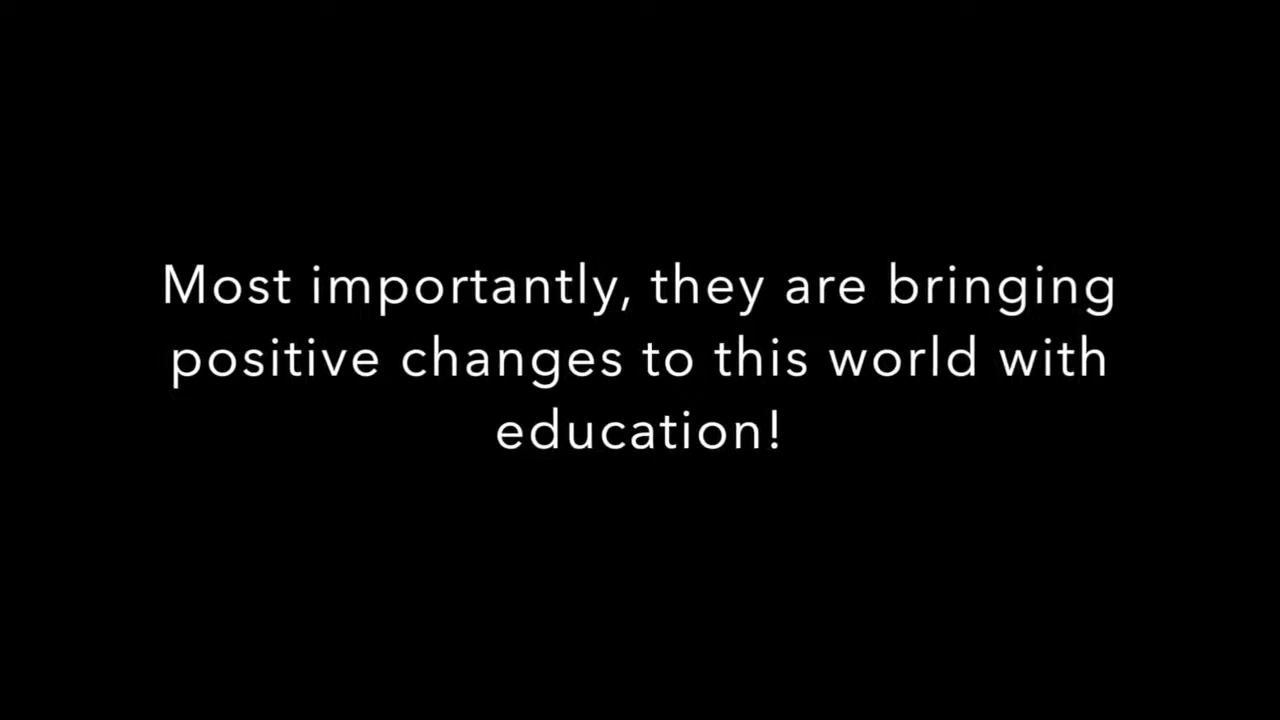 Most importantly, they are bringing
positive changes to this world with
education!